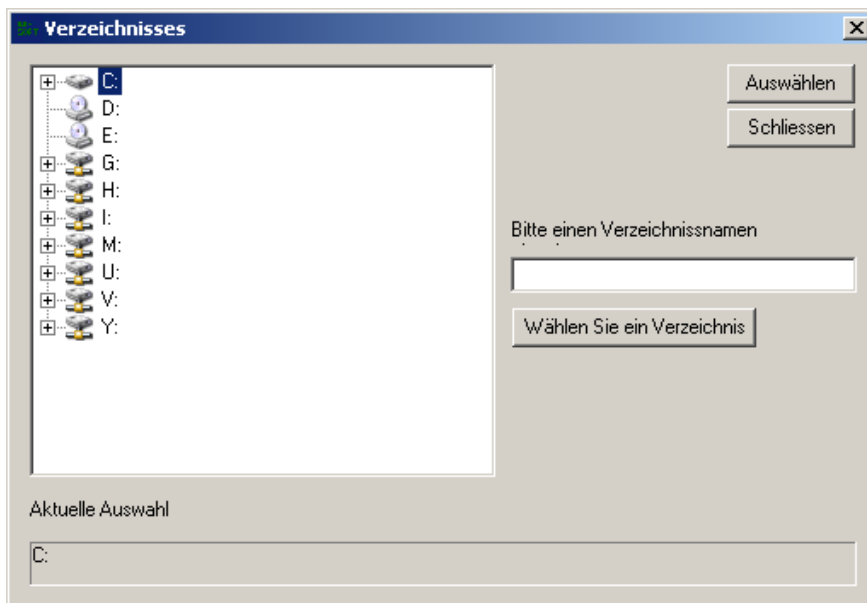 Verzeichnisses
C:
D:
E:
G:
H:
I:
M:
U:
V:
Y:
Auswählen
Schliessen
Bitte einen Verzeichnissnamen
Wählen Sie ein Verzeichnis
Aktuelle Auswahl
C: